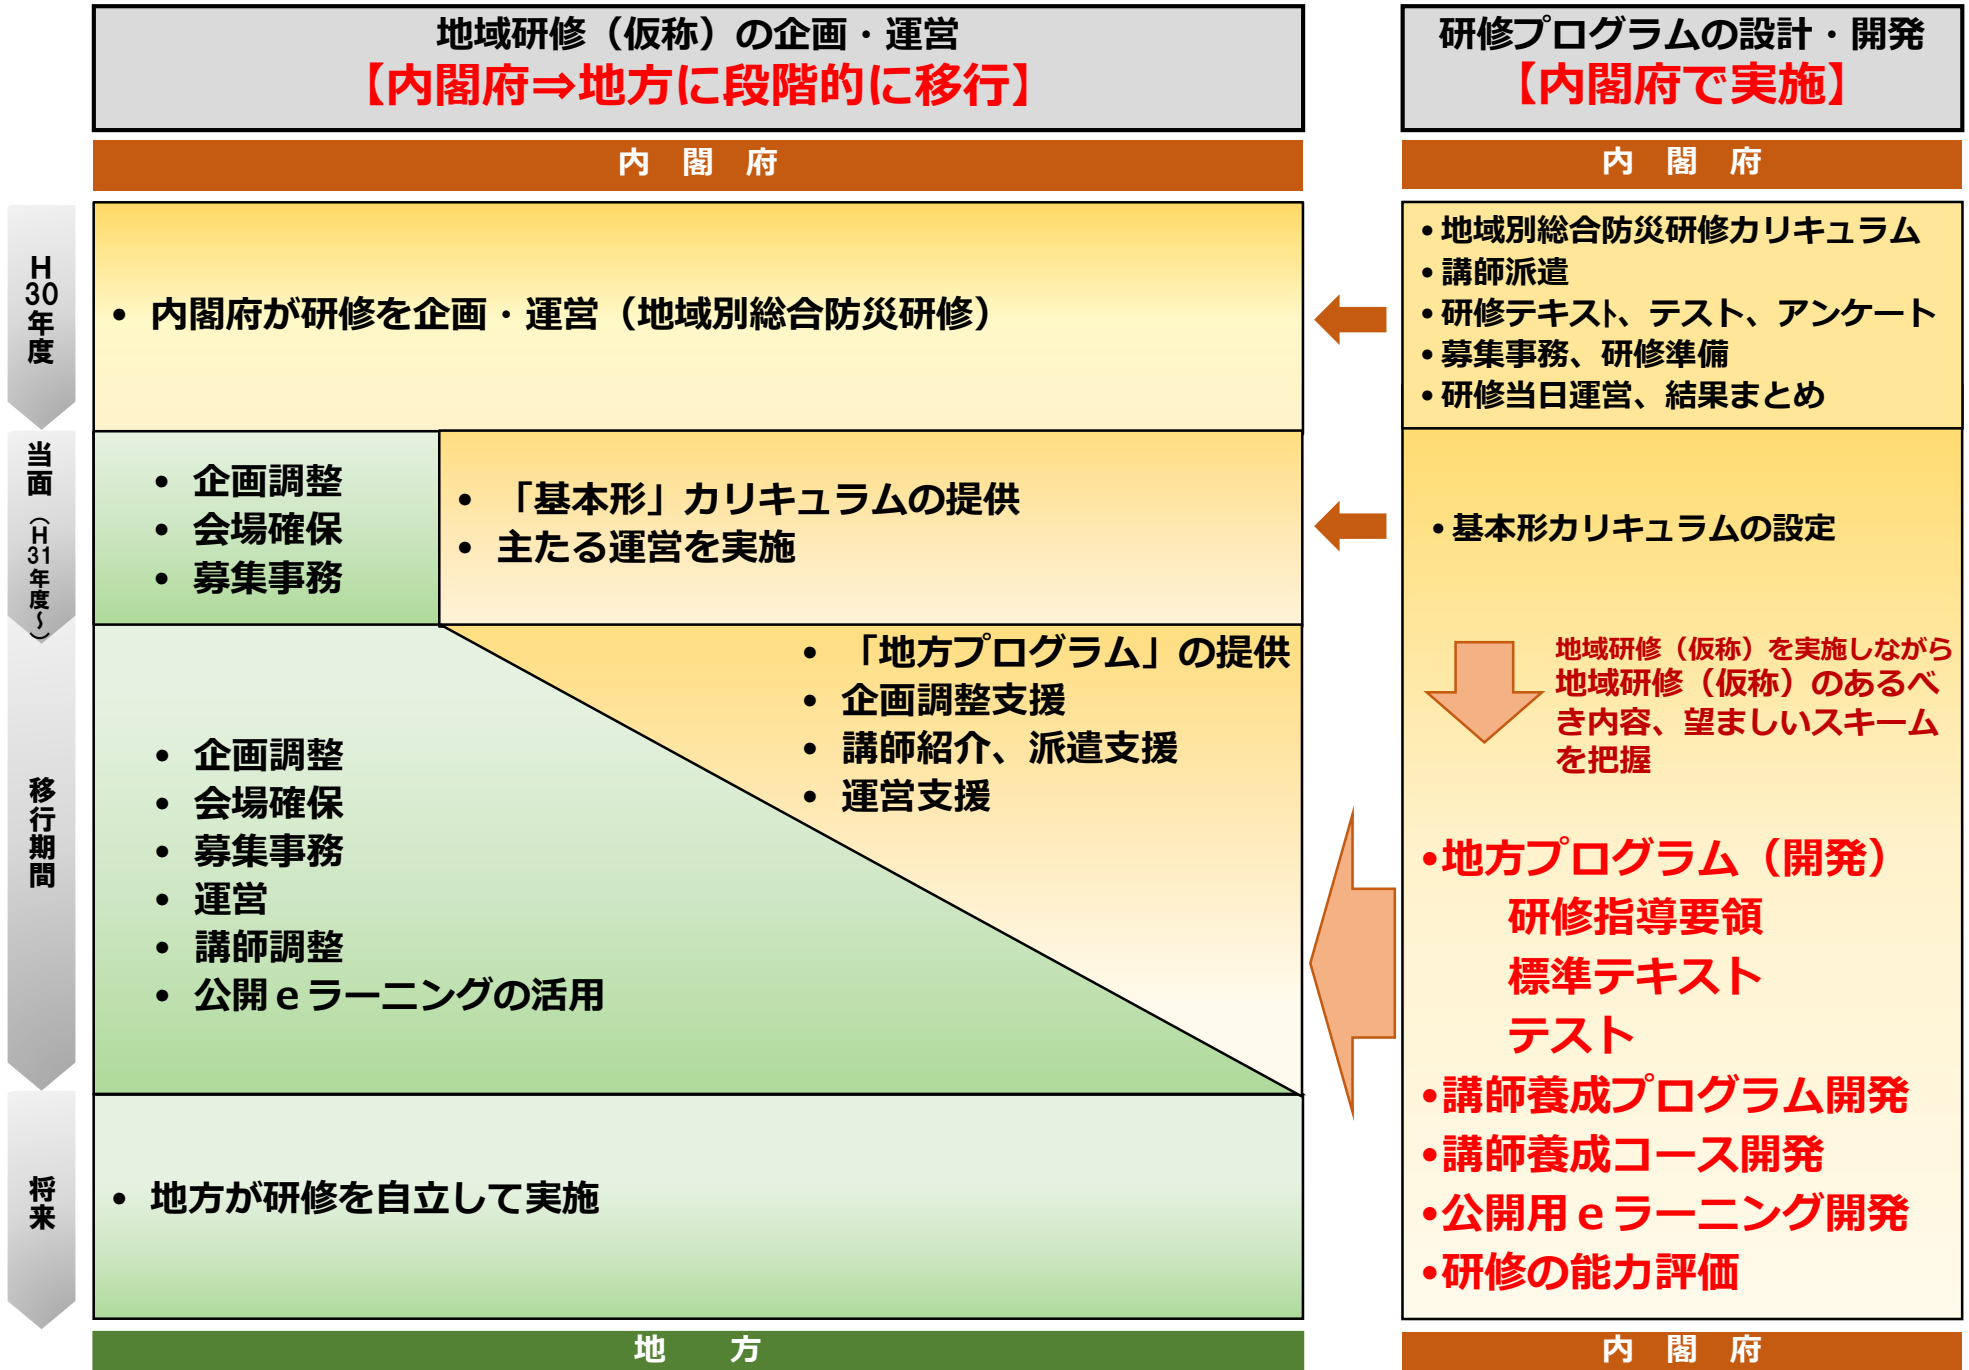 地域研修（仮称）の企画・運営
【内閣府⇒地方に段階的に移行】
研修プログラムの設計・開発
【内閣府で実施】
内　閣　府
内　閣　府
H30年度
• 内閣府が研修を企画・運営（地域別総合防災研修）
• 地域別総合防災研修カリキュラム
• 講師派遣
• 研修テキスト、テスト、アンケート
• 募集事務、研修準備
• 研修当日運営、結果まとめ
当面（H31年度～）
• 企画調整
• 会場確保
• 募集事務
• 「基本形」カリキュラムの提供
• 主たる運営を実施
• 基本形カリキュラムの設定
移行期間
• 企画調整
• 会場確保
• 募集事務
• 運営
• 講師調整
• 公開ｅラーニングの活用
• 「地方プログラム」の提供
• 企画調整支援
• 講師紹介、派遣支援
• 運営支援
地域研修（仮称）を実施しながら
地域研修（仮称）のあるべ
き内容、望ましいスキーム
を把握
•地方プログラム（開発）
研修指導要領
標準テキスト
テスト
•講師養成プログラム開発
•講師養成コース開発
•公開用ｅラーニング開発
•研修の能力評価
将来
• 地方が研修を自立して実施
地　方
内　閣　府